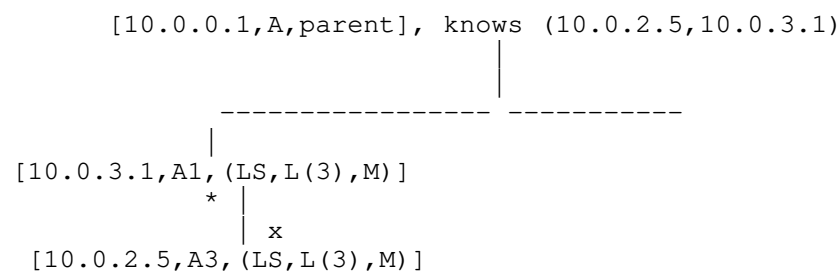 [10.0.0.1,A,parent], knows (10.0.2.5,10.0.3.1)
[10.0.3.1,A1,(LS,L(3),M)]
*
x
[10.0.2.5,A3,(LS,L(3),M)]